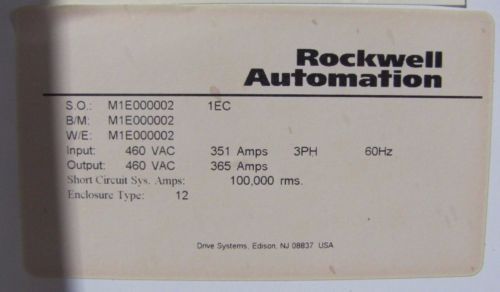 Rockwell
Automation
S.O.: M1E000002 1EC
B/M: M1E000002
W/E: M1E000002
Input: 460 VAC 351 Amps 3PH 60Hz
Output: 460 VAC 365 Amps
Short Circuit Sys. Amps: 100,000 rms.
Enclosure Type: 12
Drive Systems, Edison, NJ 08837 USA